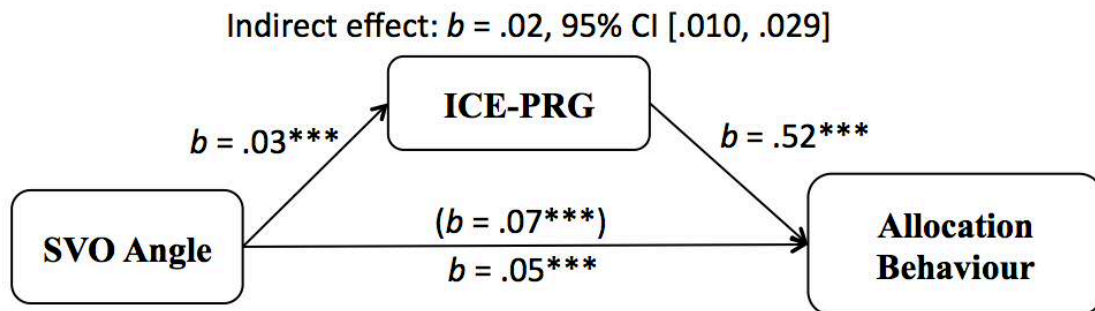 Indirect effect: b = .02, 95% CI [.010, .029]
ICE-PRG
b = .03***
b = .52***
(b = .07***)
SVO Angle
b = .05***
Allocation
Behaviour